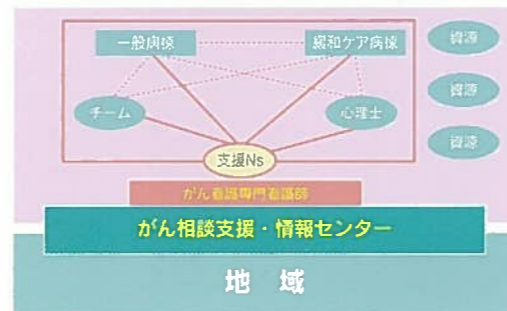 一般病棟
緩和ケア病棟
資源
チーム
心理士
資源
資源
支援Ns
がん看護専門看護師
がん相談支援・情報センター
地域